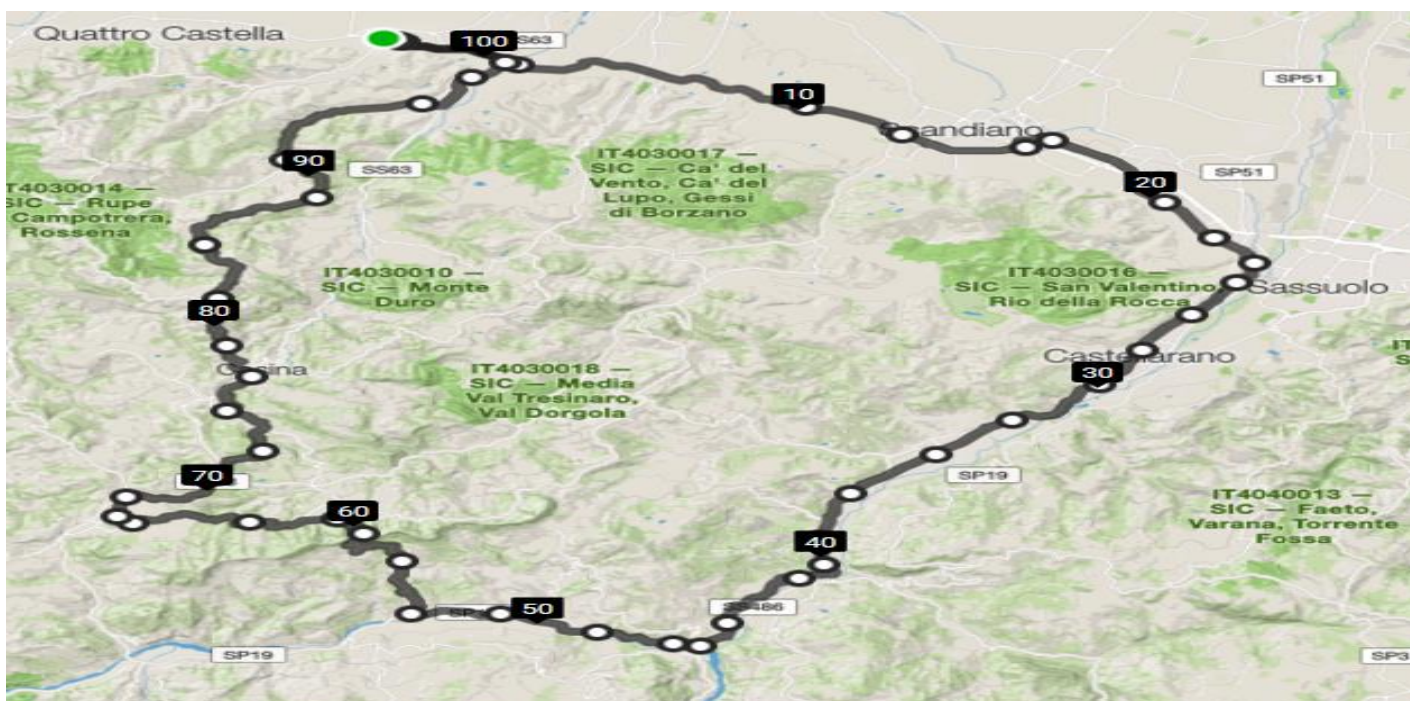 Quattro Castella
100
SS63
SP51
10
Scandiano
IT4030017 —
SIC — Ca' del
Vento, Ca' del
Lupo, Gessi
di Borzano
90
SS63
SP51
20
IT4030014 —
SIC — Rupe
Campotrera,
Rossena
IT4030010 —
SIC — Monte
Duro
IT4030016 —
SIC — San Valentino,
Rio della Rocca
Sassuolo
80
Casina
IT4030018 —
SIC — Media
Val Tresinaro,
Val Dorgola
Castellarano
30
70
SP19
IT4040013 —
SIC — Faeto,
Varana, Torrente
Fossa
60
40
50
SS486
SP19